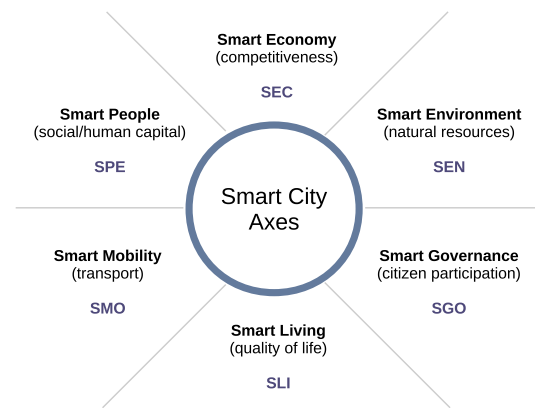 Smart Economy
(competitiveness)
SEC
Smart People
(social/human capital)
SPE
Smart Environment
(natural resources)
SEN
Smart City
Axes
Smart Mobility
(transport)
SMO
Smart Governance
(citizen participation)
SGO
Smart Living
(quality of life)
SLI